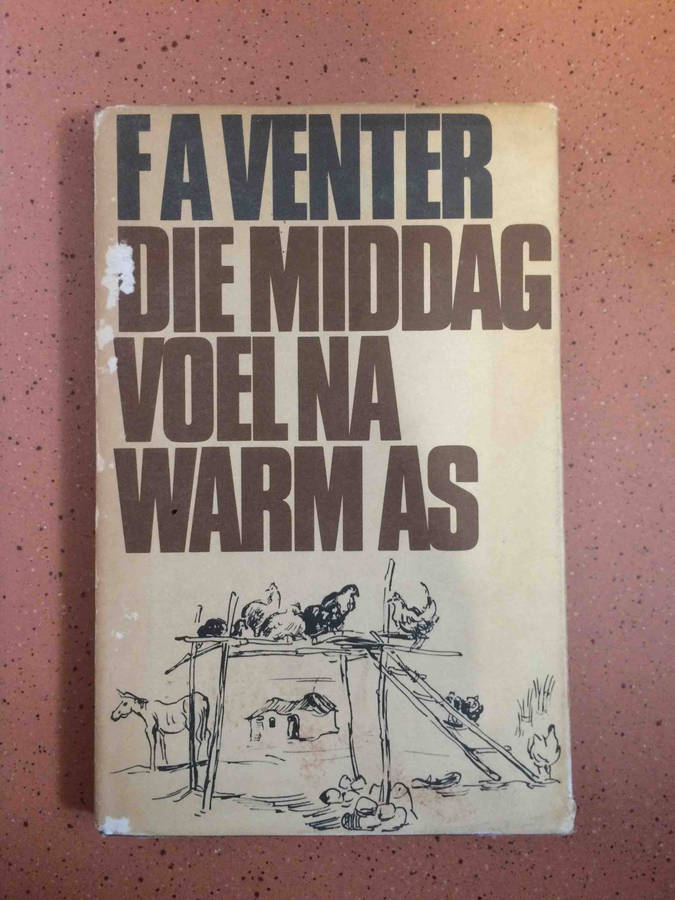 F A VENTER
DIE MIDDAG
VOEL NA
WARM AS